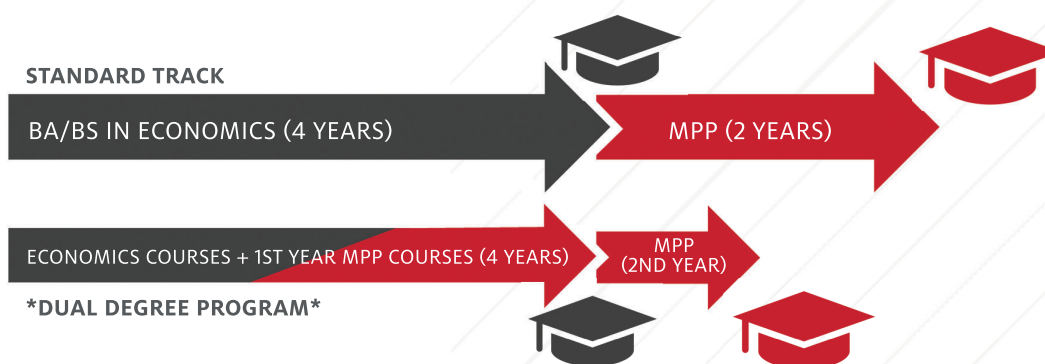 STANDARD TRACK
BA/BS IN ECONOMICS (4 YEARS)
MPP (2 YEARS)
ECONOMICS COURSES + 1ST YEAR MPP COURSES (4 YEARS)
MPP
(2ND YEAR)
*DUAL DEGREE PROGRAM*